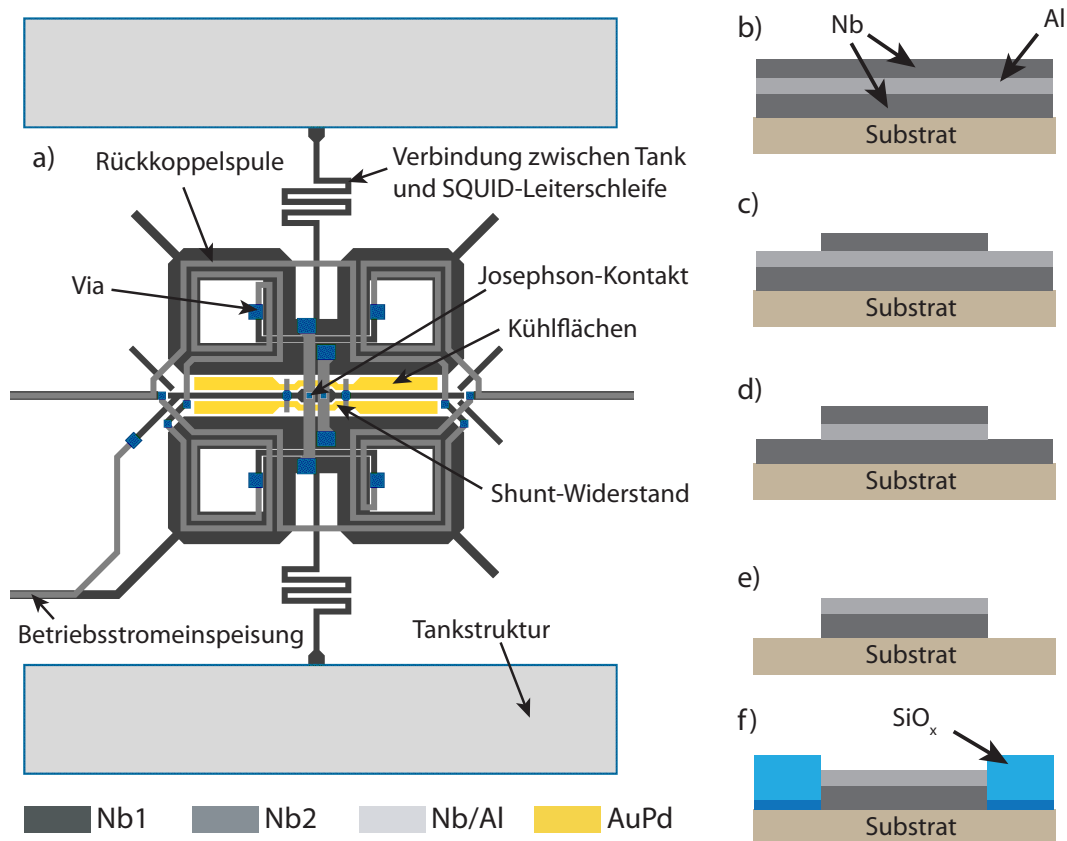 a)
Rückkoppelspule
Verbindung zwischen Tank
und SQUID-Leiterschleife
Via
Josephson-Kontakt
Kühlflächen
Shunt-Widerstand
Betriebsstromeinspeisung
Tankstruktur
Nb1
Nb2
Nb/Al
AuPd
b)
Nb
Al
Substrat
c)
Substrat
d)
Substrat
e)
Substrat
f)
SiOₓ
Substrat